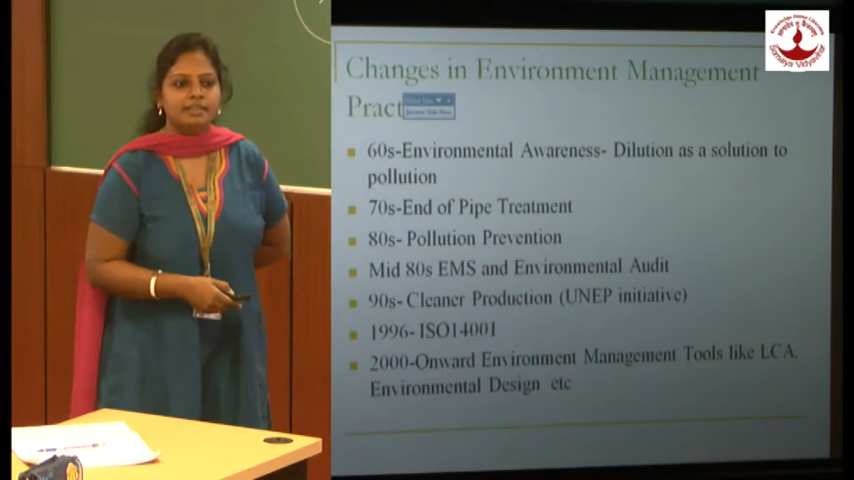 Somaiya Vidyavihar
Changes in Environment Management
Pract
60s-Environmental Awareness- Dilution as a solution to
pollution
70s-End of Pipe Treatment
80s- Pollution Prevention
Mid 80s EMS and Environmental Audit
90s- Cleaner Production (UNEP initiative)
1996- ISO14001
2000-Onward Environment Management Tools like LCA.
Environmental Design etc